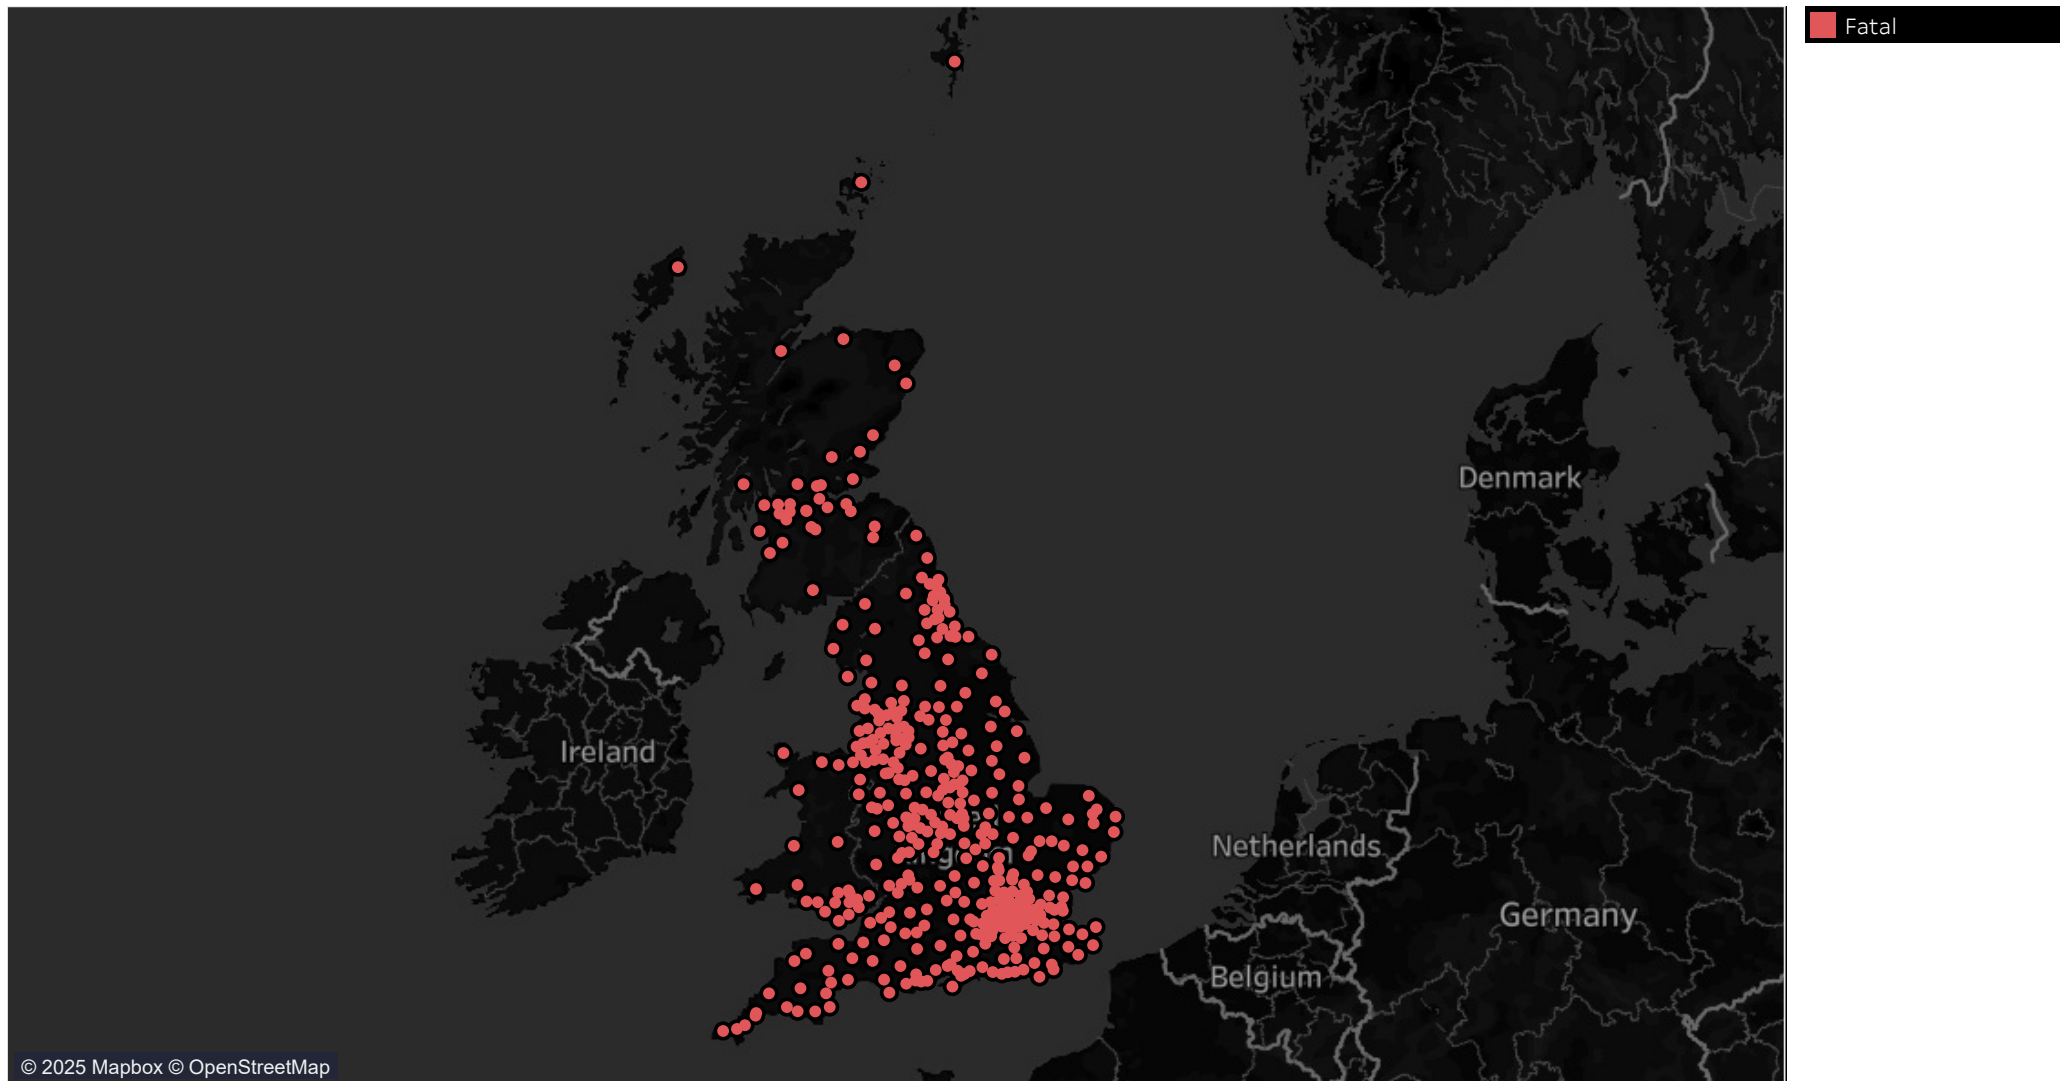 Fatal
Denmark
Ireland
Netherlands
Germany
Belgium
© 2025 Mapbox © OpenStreetMap